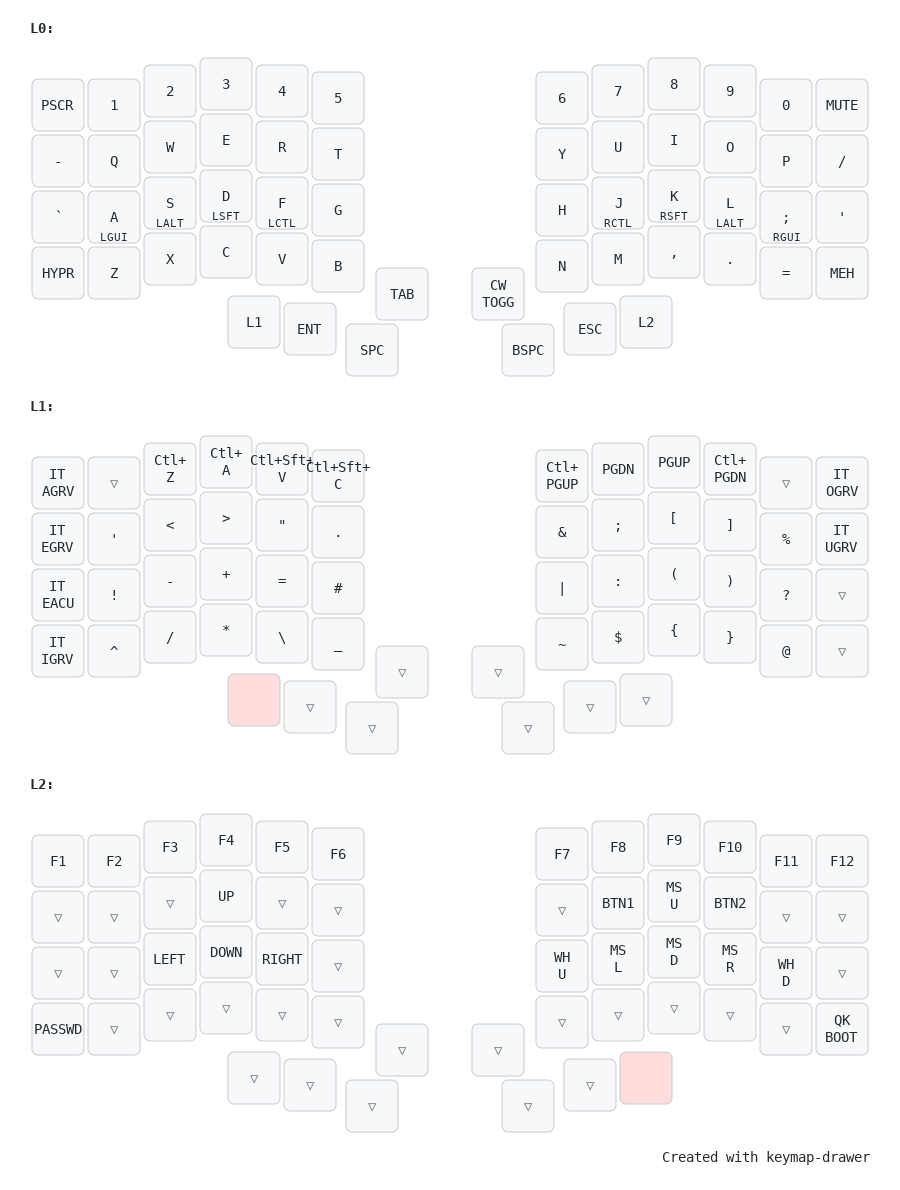 L0:
PSCR 1 2 3 4 5 6 7 8 9 0 MUTE
- Q W E R T Y U I O P /
` A S D F G H J K L ; '
LGUI LALT LSFT LCTL RCTL RSFT LALT RGUI
HYPR Z X C V B N M , . = MEH
TAB CW
TOGG
L1 ENT SPC BSPC ESC L2
L1:
IT
AGRV ▽ Ctl+
Z Ctl+
A Ctl+Sft+
V Ctl+Sft+
C Ctl+
PGUP PGDN PGUP Ctl+
PGDN ▽ IT
OGRV
IT
EGRV ' < > " . & ; [ ] % IT
UGRV
IT
EACU ! - + = # | : ( ) ? ▽
IT
IGRV ^ / * \ _ ~ $ { } @ ▽
▽ ▽
▽ ▽ ▽ ▽ ▽
L2:
F1 F2 F3 F4 F5 F6 F7 F8 F9 F10 F11 F12
▽ ▽ ▽ UP ▽ ▽ ▽ BTN1 MS
U BTN2 ▽ ▽
▽ ▽ LEFT DOWN RIGHT ▽ WH
U MS
L MS
D MS
R WH
D ▽
PASSWD ▽ ▽ ▽ ▽ ▽ ▽ ▽ ▽ ▽ ▽ QK
BOOT
▽ ▽
▽ ▽ ▽ ▽ ▽
Created with keymap-drawer